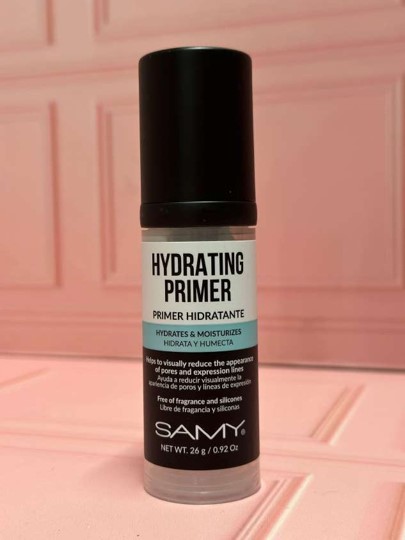 HYDRATING
PRIMER
PRIMER HIDRATANTE
HYDRATES & MOISTURIZES
HIDRATA Y HUMECTA
Helps to visually reduce the appearance
of pores and expression lines
Ayuda a reducir visualmente la
apariencia de poros y líneas de expresión
Free of fragrance and silicones
Libre de fragancia y siliconas
SAMY®
NET WT. 26 g / 0.92 Oz